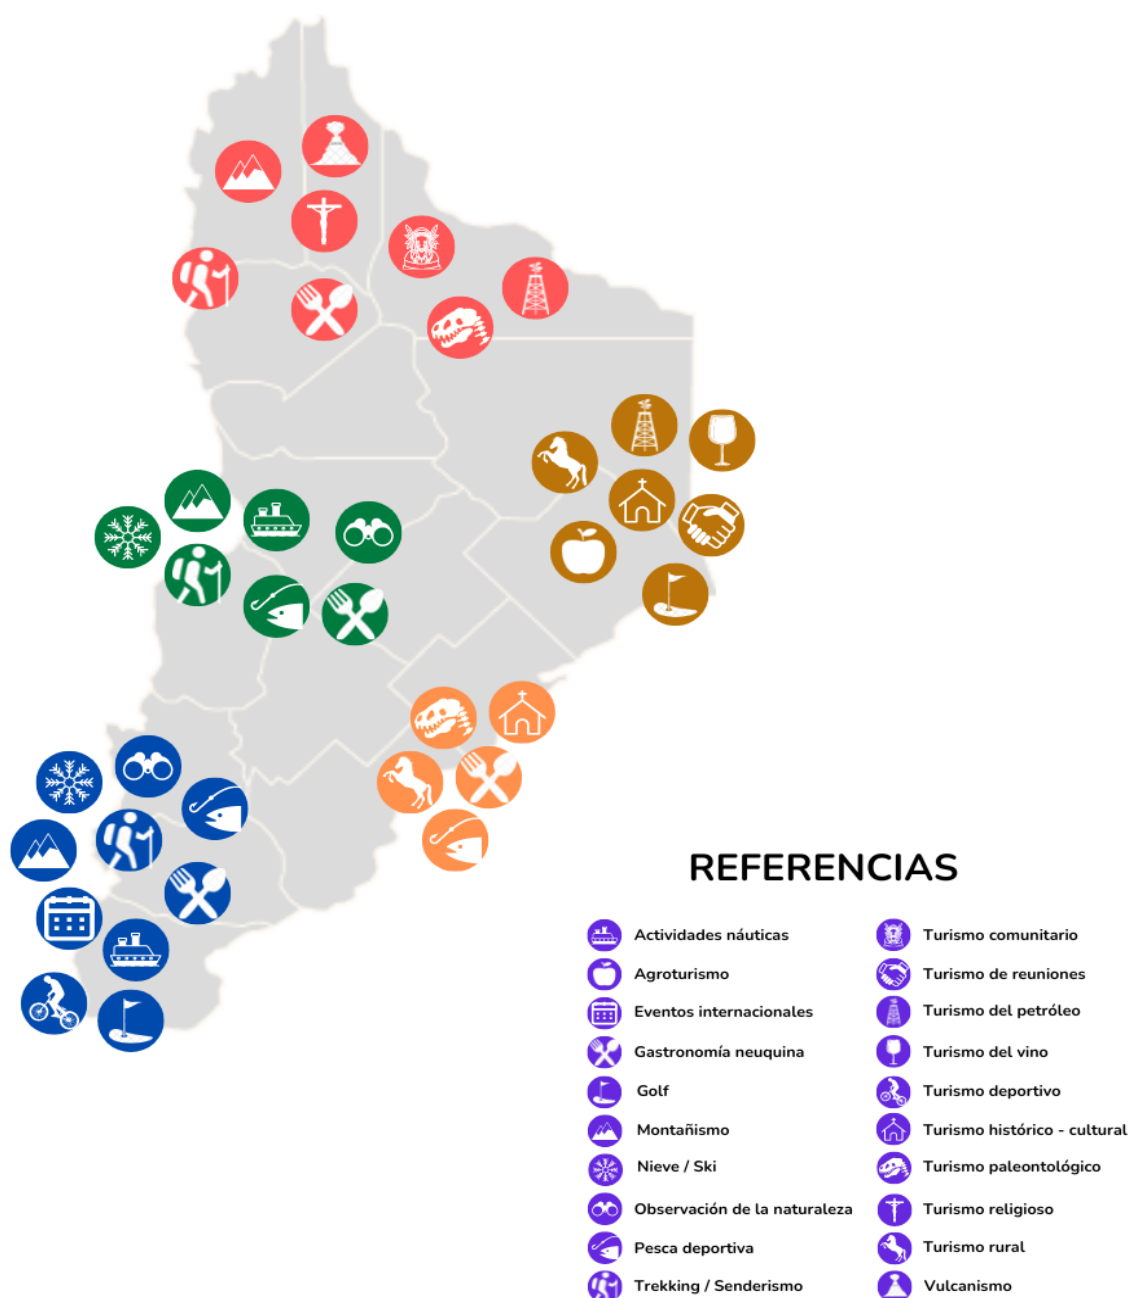 REFERENCIAS
Actividades náuticas
Agroturismo
Eventos internacionales
Gastronomía neuquina
Golf
Montañismo
Nieve / Ski
Observación de la naturaleza
Pesca deportiva
Trekking / Senderismo
Turismo comunitario
Turismo de reuniones
Turismo del petróleo
Turismo del vino
Turismo deportivo
Turismo histórico - cultural
Turismo paleontológico
Turismo religioso
Turismo rural
Vulcanismo